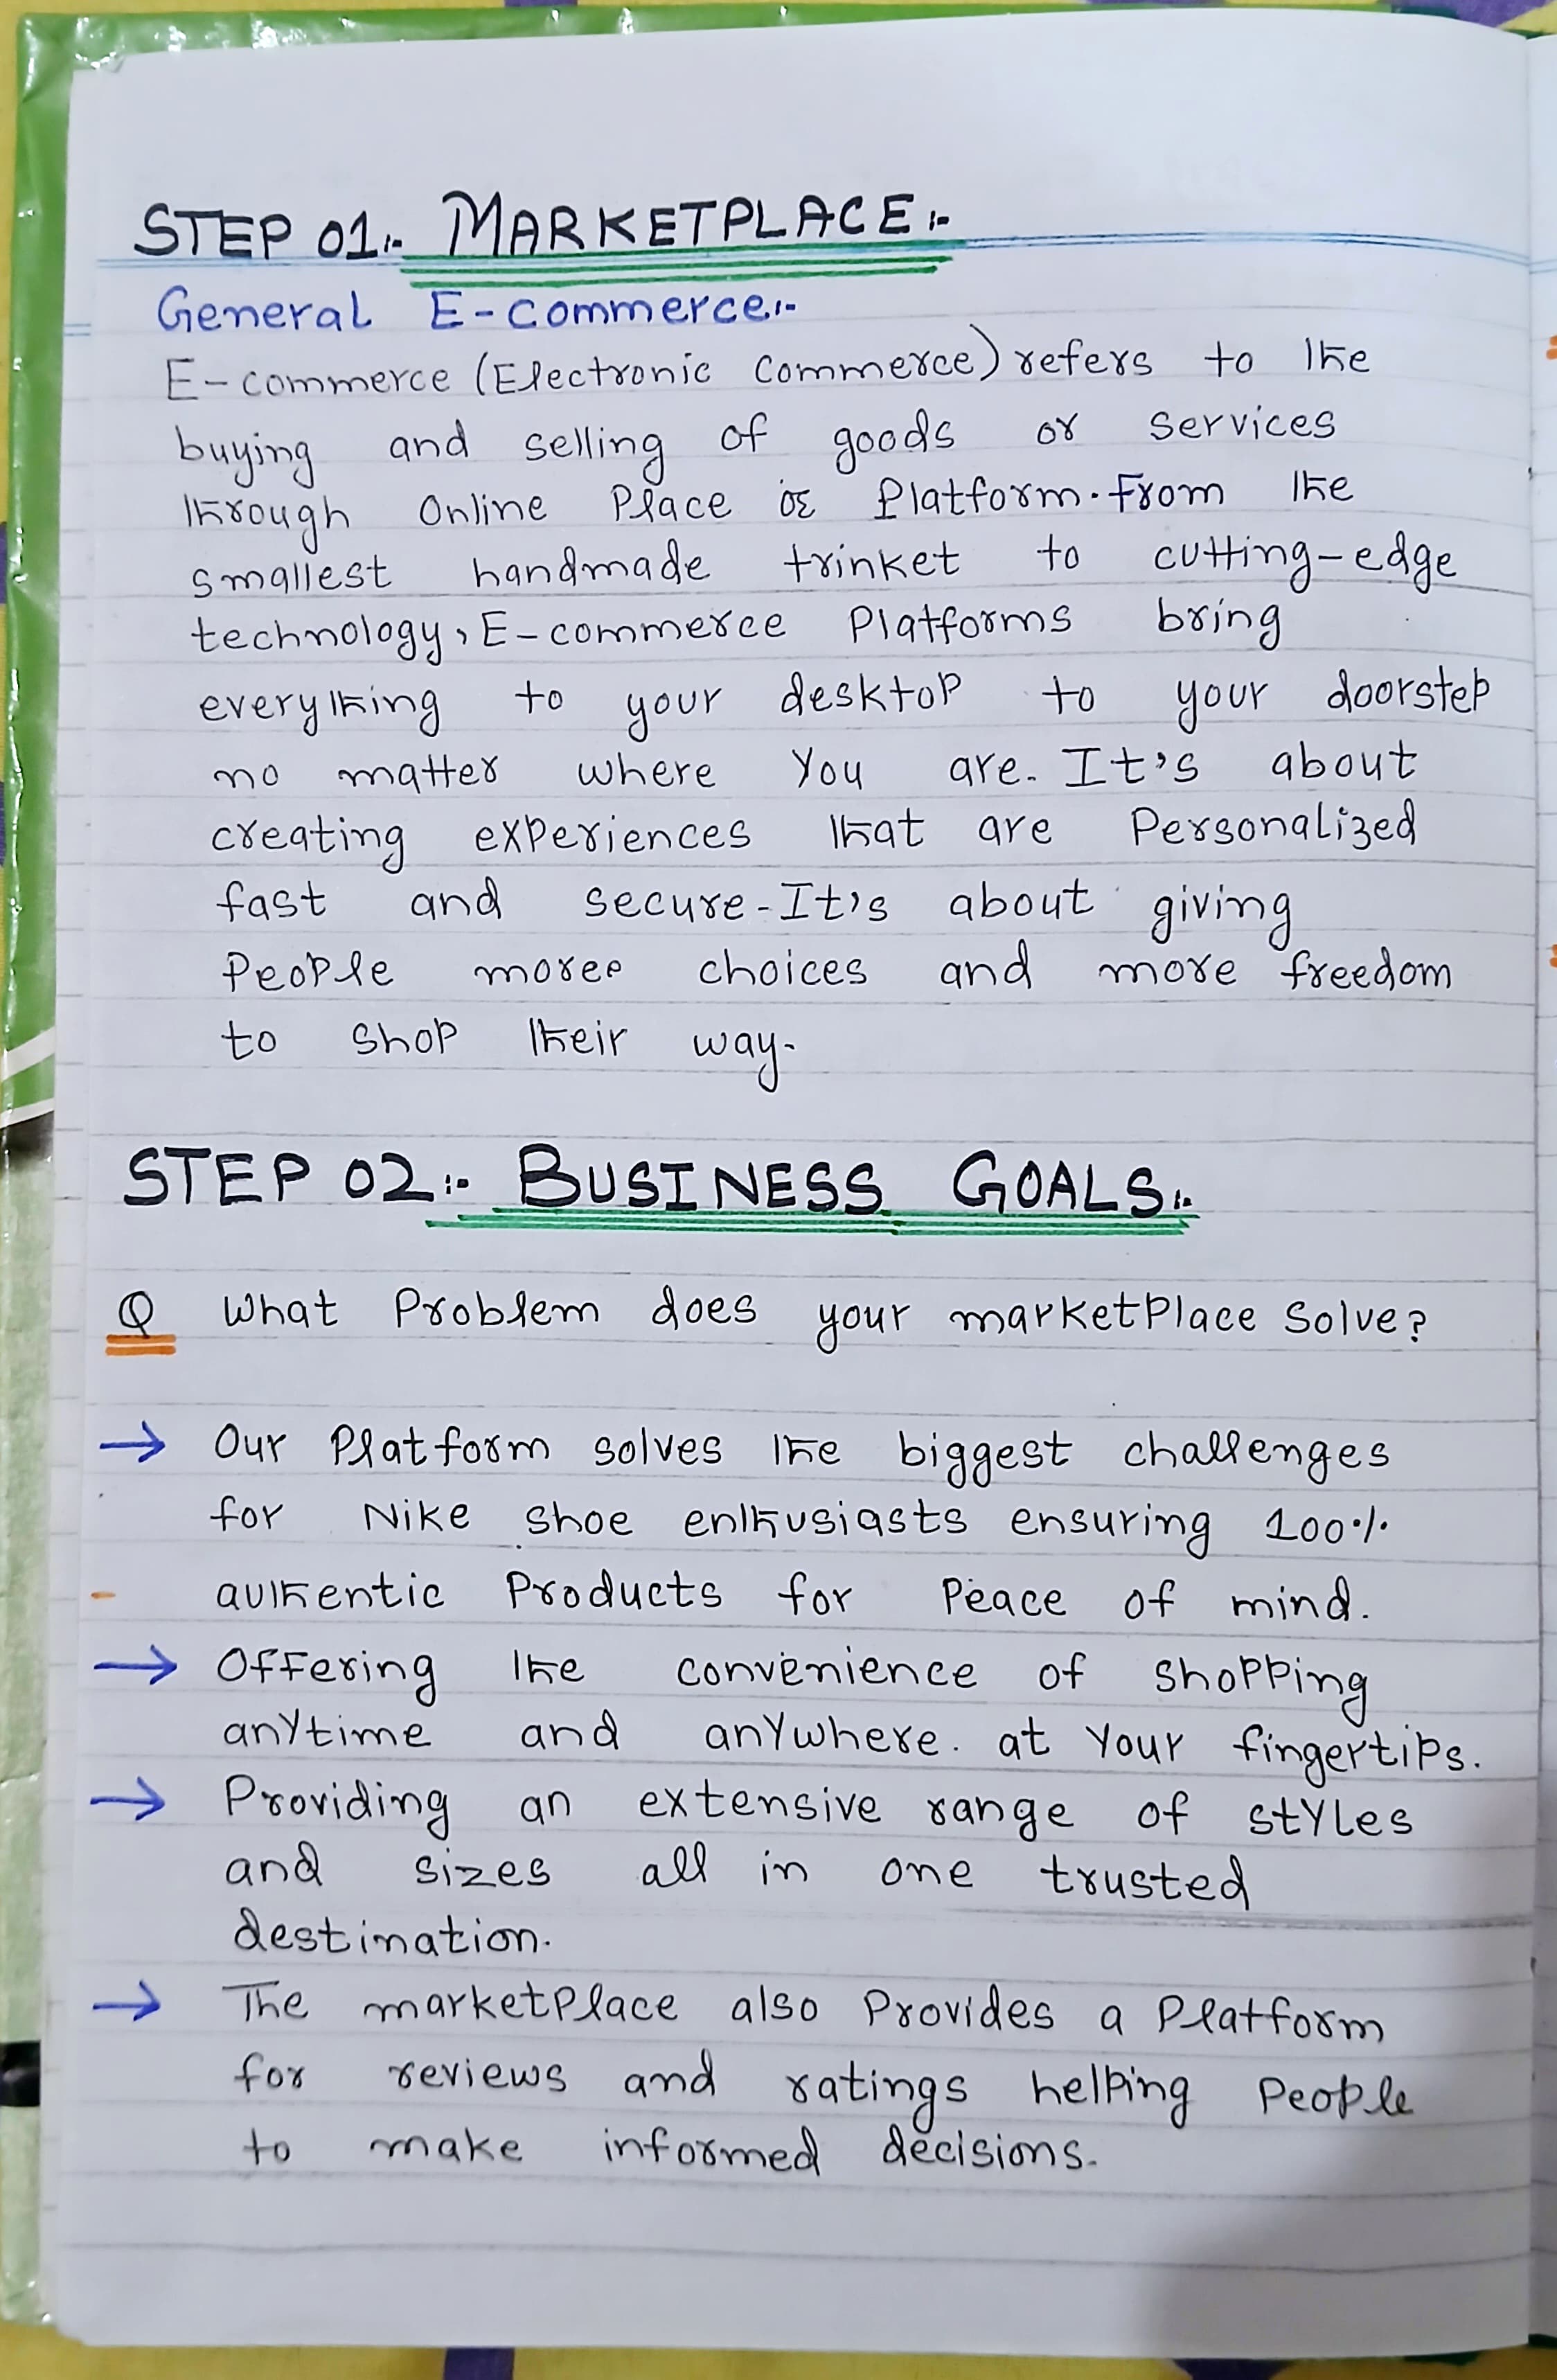 STEP 01:- MARKETPLACE:-
General E-commerce:-
E-commerce (Electronic Commerce) refers to the
buying and selling of goods or services
through Online Place or Platform. From the
smallest handmade trinket to cutting-edge
technology, E-commerce Platforms bring
everything to your desktop to your doorstep
no matter where You are. It's about
creating experiences that are Personalized
fast and secure-It's about giving
People moree choices and more freedom
to shop their way.
STEP 02:- BUSINESS GOALS:-
Q What Problem does your marketplace Solve?
→ Our Platform solves the biggest challenges
for Nike shoe enthusiasts ensuring 100%
- authentic Products for Peace of mind.
→ Offering the convenience of shopping
anytime and anywhere. at Your fingertips.
→ Providing an extensive range of styles
and sizes all in one trusted
destination.
→ The marketplace also Provides a Platform
for reviews and ratings helping People
to make informed decisions.